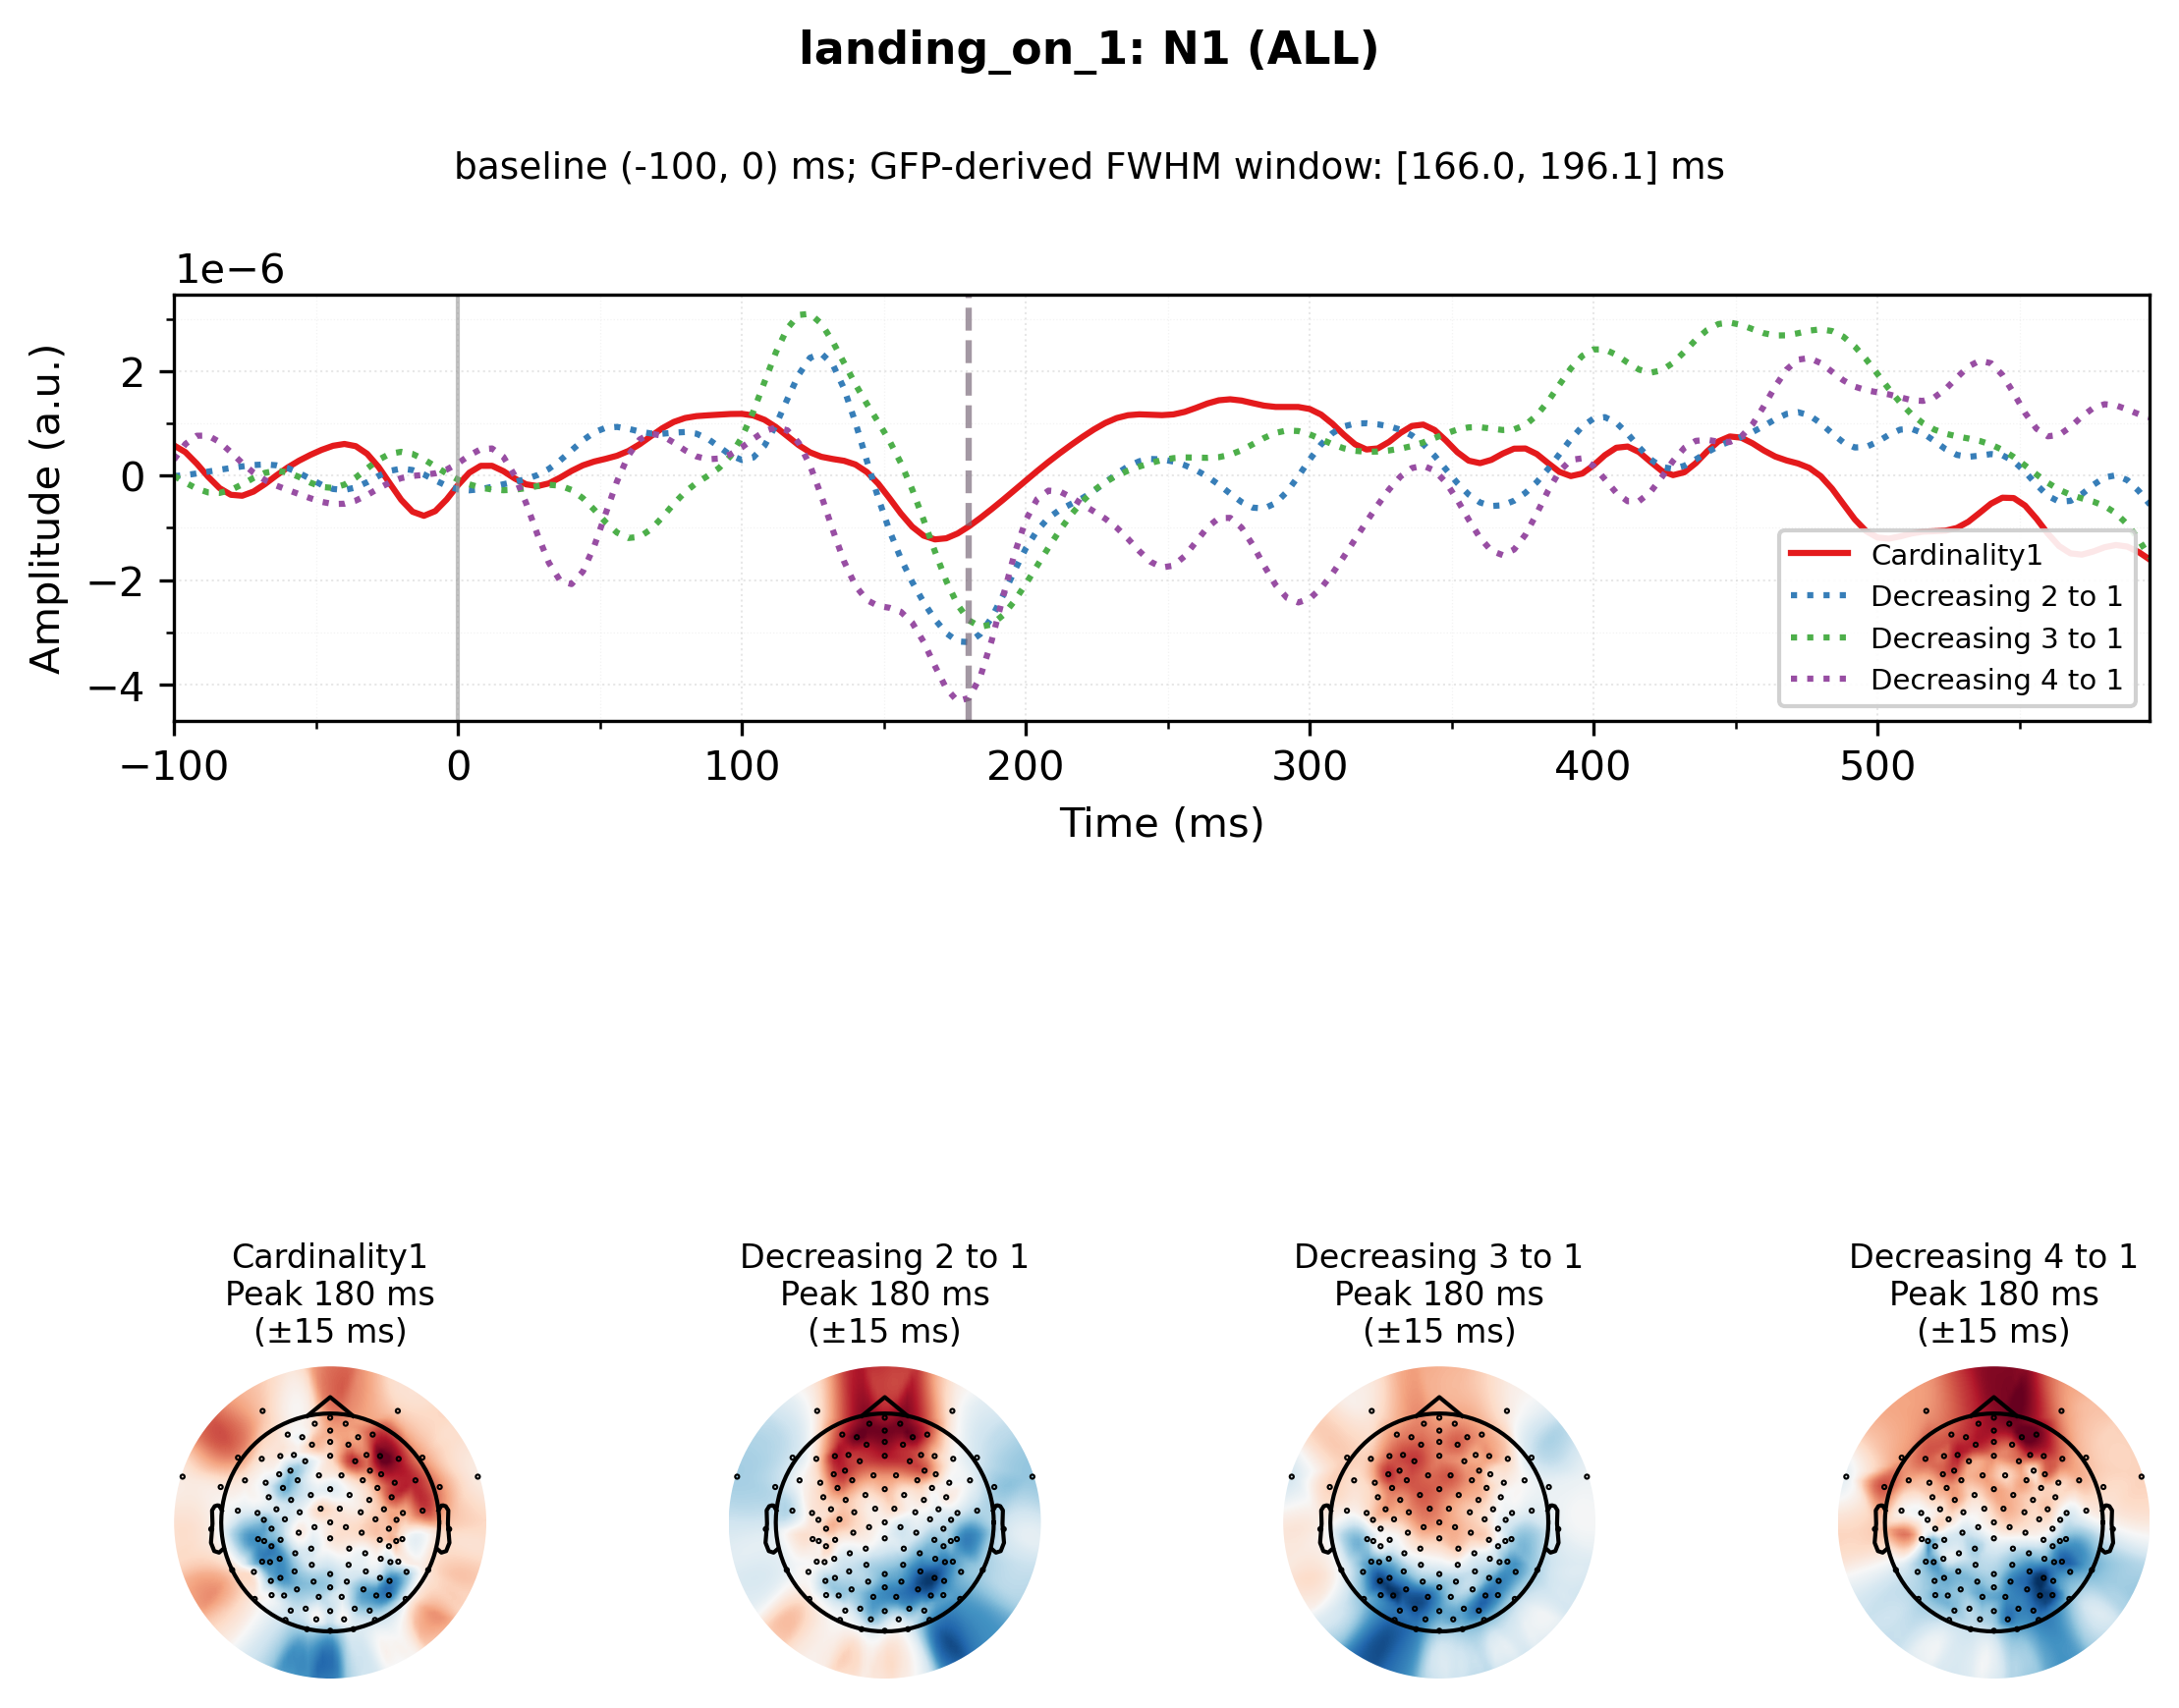 landing_on_1: N1 (ALL)
baseline (-100, 0) ms; GFP-derived FWHM window: [166.0, 196.1] ms
1e−6
Amplitude (a.u.)
2
0
−2
−4
Cardinality1
Decreasing 2 to 1
Decreasing 3 to 1
Decreasing 4 to 1
−100 0 100 200 300 400 500
Time (ms)
Cardinality1 Decreasing 2 to 1 Decreasing 3 to 1 Decreasing 4 to 1
Peak 180 ms Peak 180 ms Peak 180 ms Peak 180 ms
(±15 ms) (±15 ms) (±15 ms) (±15 ms)